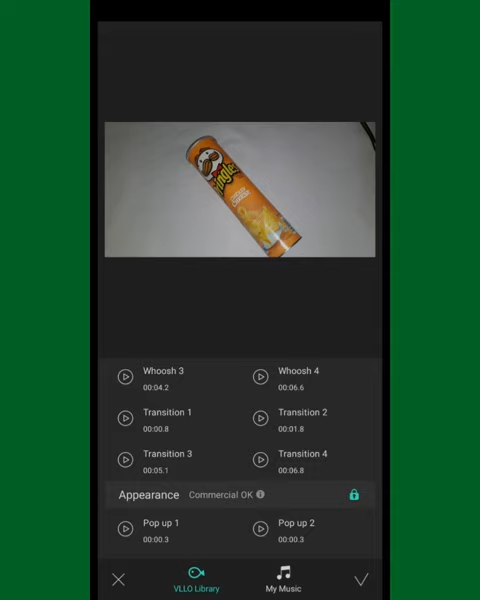 Pringles
CHEESE
Whoosh 3
Whoosh 4
00:04.2
00:06.6
Transition 1
Transition 2
00:00.8
00:01.8
Transition 3
Transition 4
00:05.1
00:06.8
Appearance
Commercial OK
Pop up 1
Pop up 2
00:00.3
00:00.3
VLLO Library
My Music